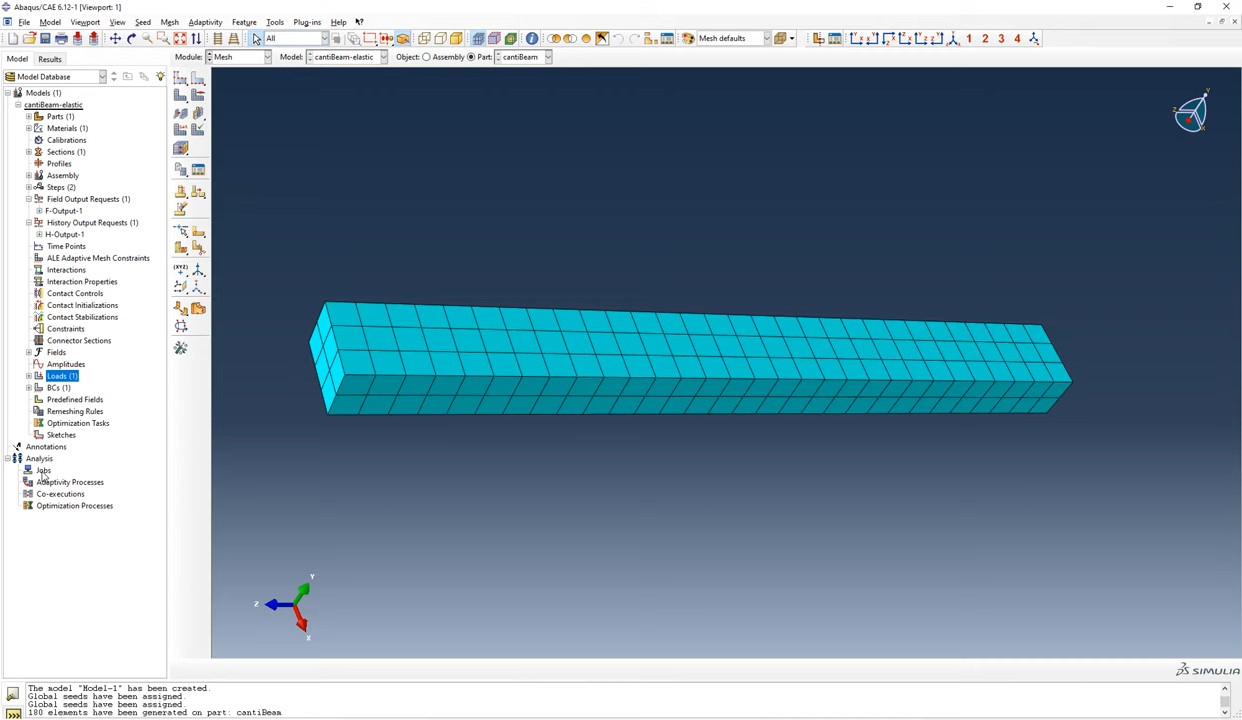 Abaqus/CAE 6.12-1 [Viewport: 1]
File Model Viewport View Seed Mesh Adaptivity Feature Tools Plug-ins Help
All
Mesh defaults
1 2 3 4
Model Results
Module: Mesh Model: cantiBeam-elastic Object: Assembly Part: cantiBeam
Model Database
Models (1)
cantiBeam-elastic
Parts (1)
Materials (1)
Calibrations
Sections (1)
Profiles
Assembly
Steps (2)
Field Output Requests (1)
F-Output-1
History Output Requests (1)
H-Output-1
Time Points
ALE Adaptive Mesh Constraints
Interactions
Interaction Properties
Contact Controls
Contact Initializations
Contact Stabilizations
Constraints
Connector Sections
Fields
Amplitudes
Loads (1)
BCs (1)
Predefined Fields
Remeshing Rules
Optimization Tasks
Sketches
Annotations
Analysis
Jobs
Adaptivity Processes
Co-executions
Optimization Processes
Y
Z
X
Y
Z
X
SIMULIA
The model "Model-1" has been created.
Global seeds have been assigned.
Global seeds have been assigned.
180 elements have been generated on part: cantiBeam